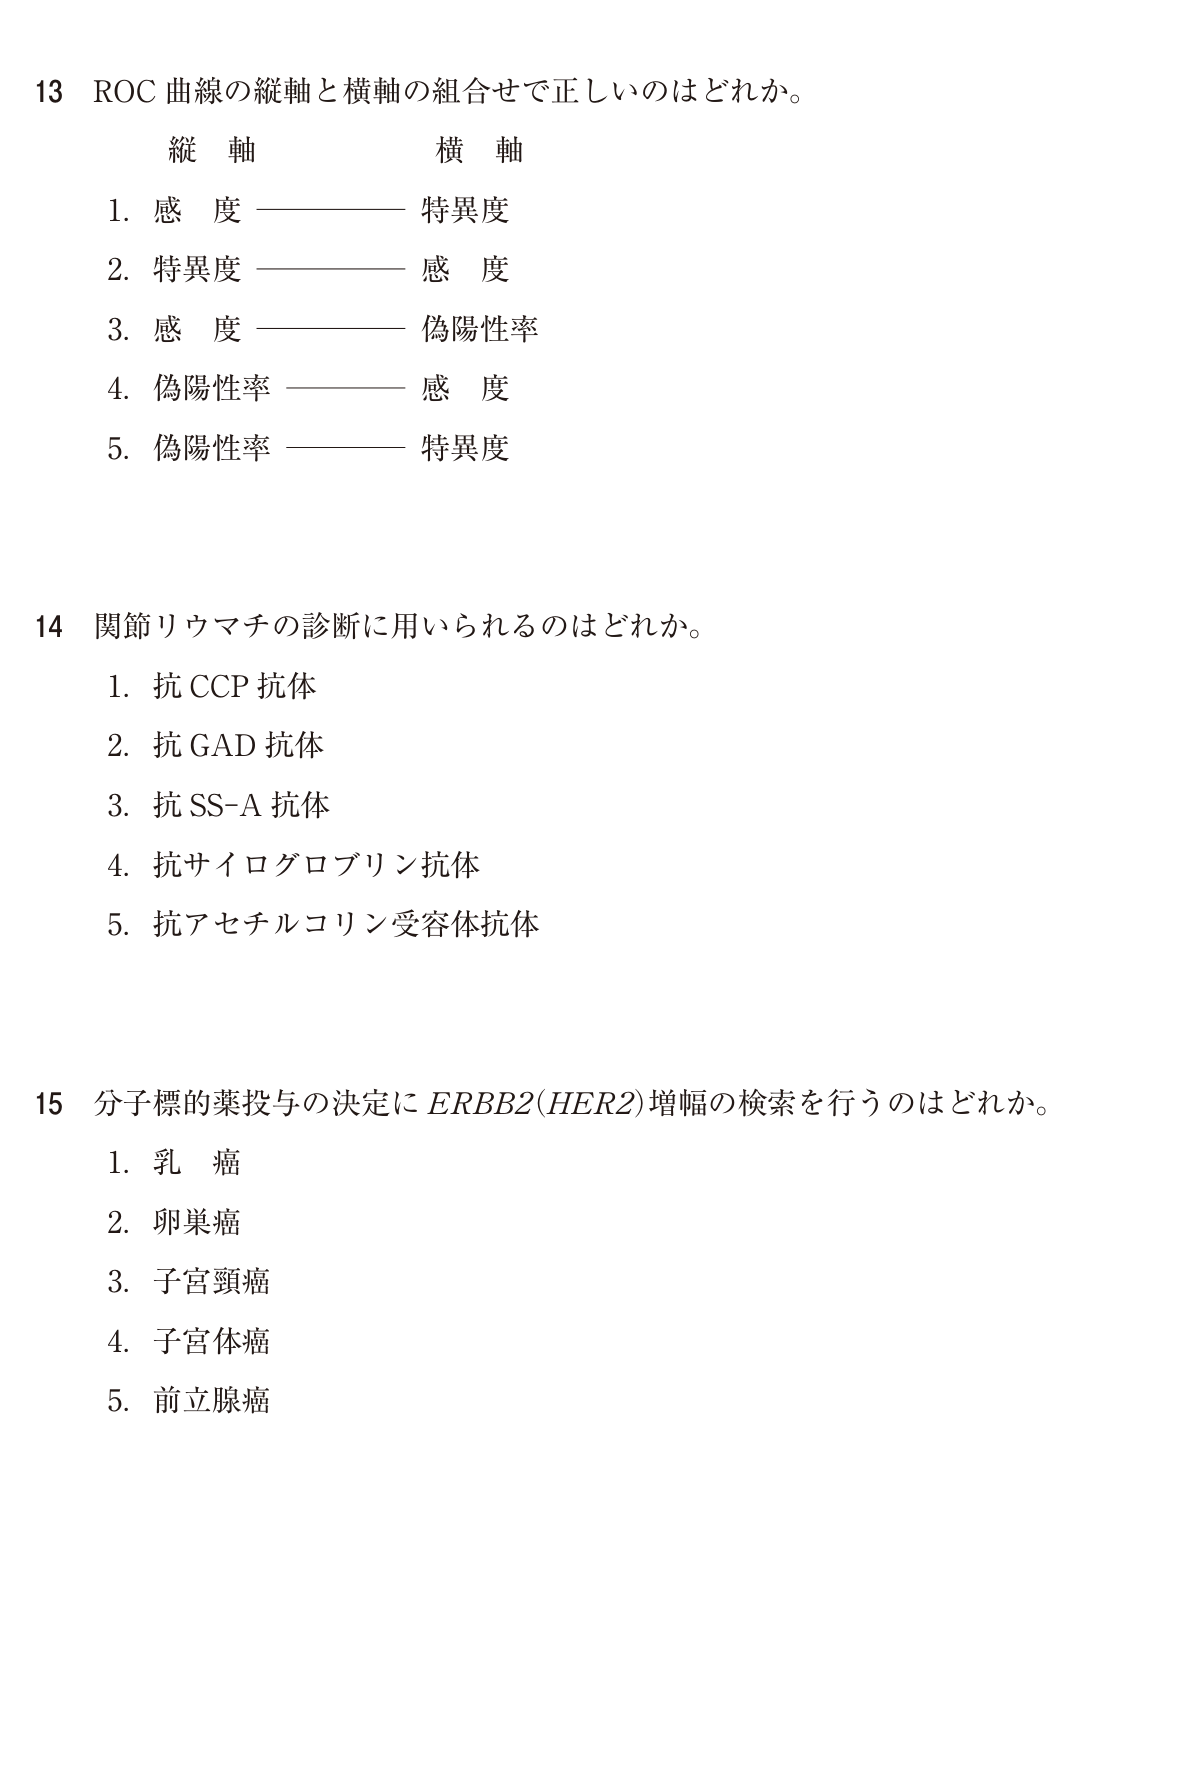 13 ROC 曲線の縦軸と横軸の組合せで正しいのはどれか。
縦 軸 横 軸
1. 感 度 ――――― 特異度
2. 特異度 ――――― 感 度
3. 感 度 ――――― 偽陽性率
4. 偽陽性率 ―――― 感 度
5. 偽陽性率 ―――― 特異度
14 関節リウマチの診断に用いられるのはどれか。
1. 抗 CCP 抗体
2. 抗 GAD 抗体
3. 抗 SS-A 抗体
4. 抗サイログロブリン抗体
5. 抗アセチルコリン受容体抗体
15 分子標的薬投与の決定に ERBB2(HER2)増幅の検索を行うのはどれか。
1. 乳 癌
2. 卵巣癌
3. 子宮頸癌
4. 子宮体癌
5. 前立腺癌